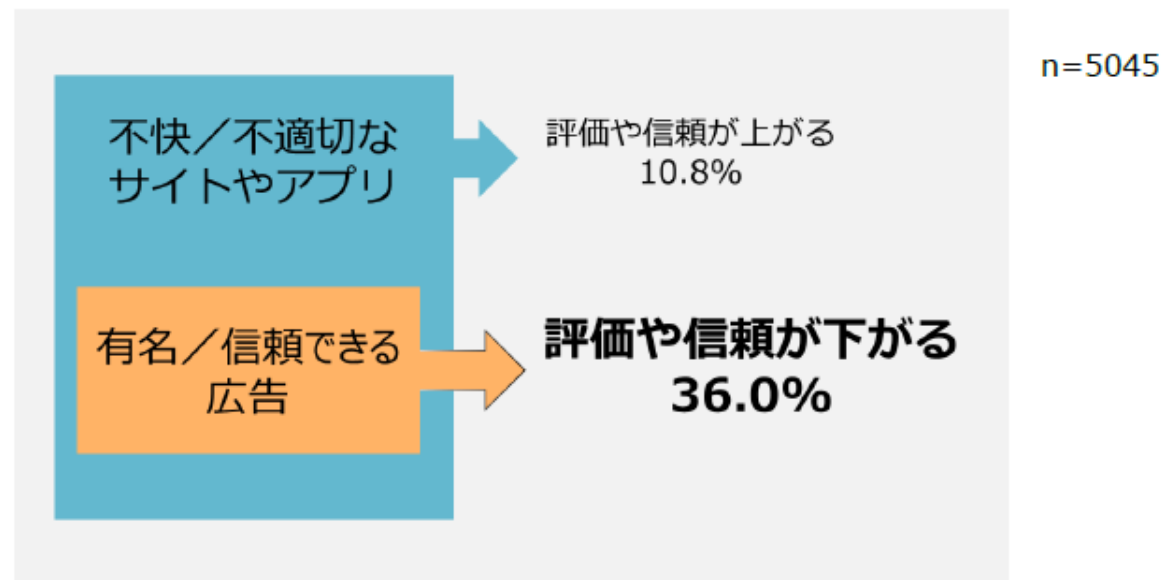 n=5045
不快／不適切な
サイトやアプリ
評価や信頼が上がる
10.8%
有名／信頼できる
広告
評価や信頼が下がる
36.0%